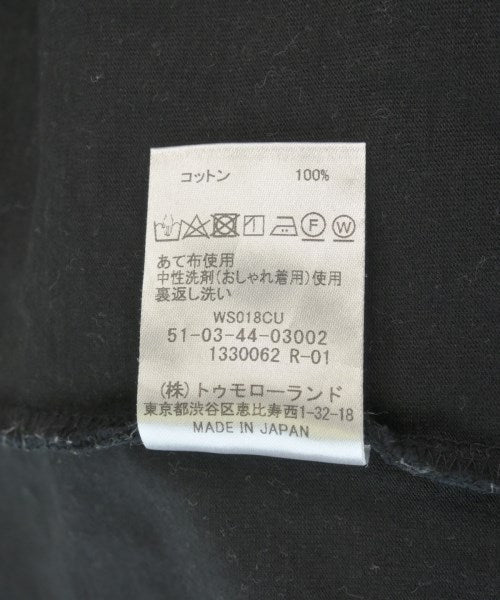 コットン 100%
F W
あて布使用
中性洗剤(おしゃれ着用)使用
裏返し洗い
WS018CU
51-03-44-03002
1330062 R-01
(株)トゥモローランド
東京都渋谷区恵比寿西1-32-18
MADE IN JAPAN